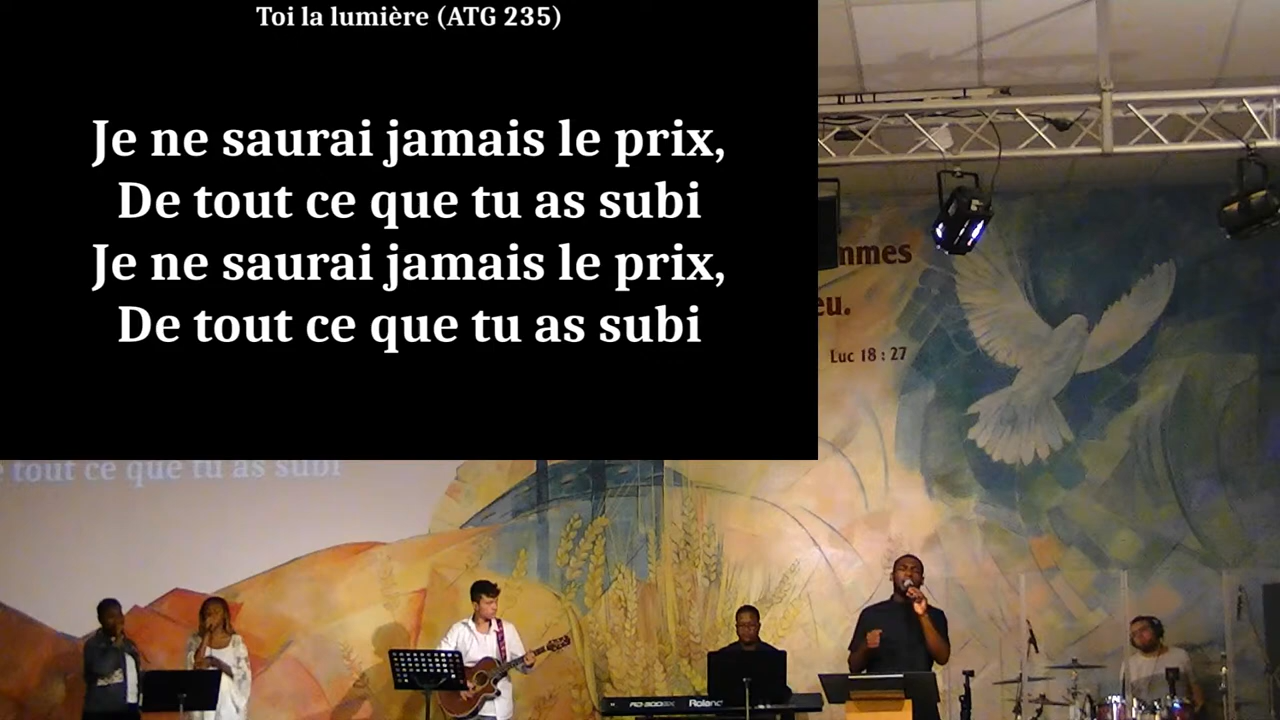 Toi la lumière (ATG 235)
Je ne saurai jamais le prix,
De tout ce que tu as subi
Je ne saurai jamais le prix,
De tout ce que tu as subi
Luc 18 : 27
tout ce que tu as subi
Roland